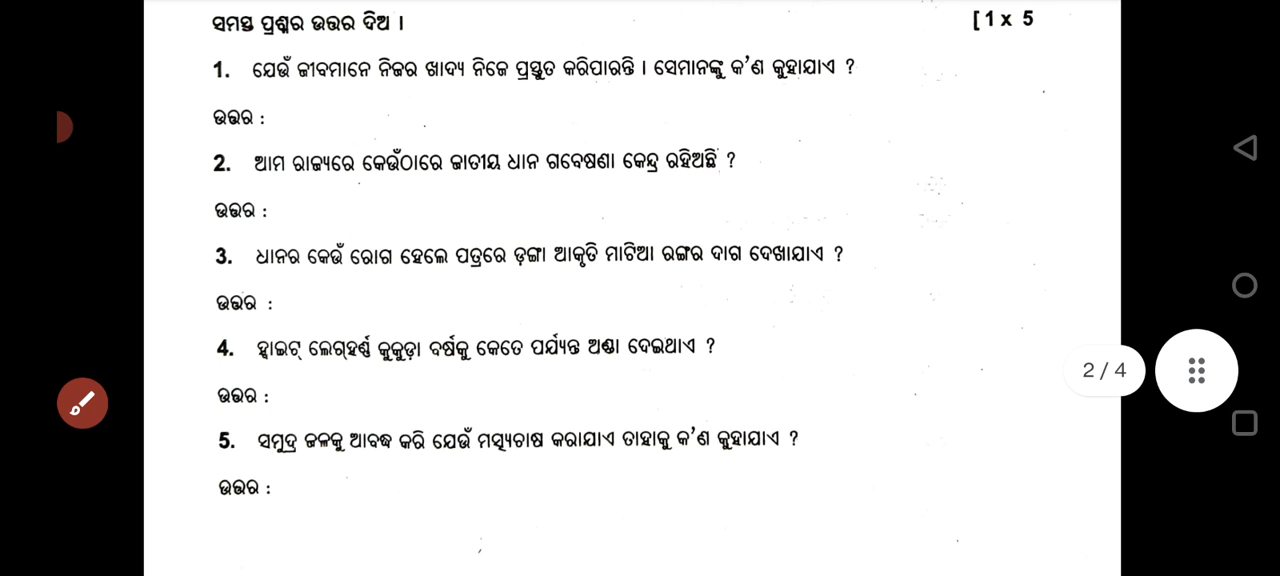 ସମସ୍ତ ପ୍ରଶ୍ନର ଉତ୍ତର ଦିଅ । [ 1 x 5
1. ଯେଉଁ ଜୀବମାନେ ନିଜର ଖାଦ୍ୟ ନିଜେ ପ୍ରସ୍ତୁତ କରିପାରନ୍ତି । ସେମାନଙ୍କୁ କ’ଣ କୁହାଯାଏ ?
ଉତ୍ତର :
2. ଆମ ରାଜ୍ୟରେ କେଉଁଠାରେ ଜାତୀୟ ଧାନ ଗବେଷଣା କେନ୍ଦ୍ର ରହିଅଛି ?
ଉତ୍ତର :
3. ଧାନର କେଉଁ ରୋଗ ହେଲେ ପତ୍ରରେ ଡ଼ଙ୍ଗା ଆକୃତି ମାଟିଆ ରଙ୍ଗର ଦାଗ ଦେଖାଯାଏ ?
ଉତ୍ତର :
4. ହ୍ୱାଇଟ୍ ଲେଗ୍‌ହର୍ଣ୍ଣ କୁକୁଡ଼ା ବର୍ଷକୁ କେତେ ପର୍ଯ୍ୟନ୍ତ ଅଣ୍ଡା ଦେଇଥାଏ ?
ଉତ୍ତର :
2 / 4
5. ସମୁଦ୍ର ଜଳକୁ ଆବଦ୍ଧ କରି ଯେଉଁ ମତ୍ସ୍ୟଚାଷ କରାଯାଏ ତାହାକୁ କ’ଣ କୁହାଯାଏ ?
ଉତ୍ତର :